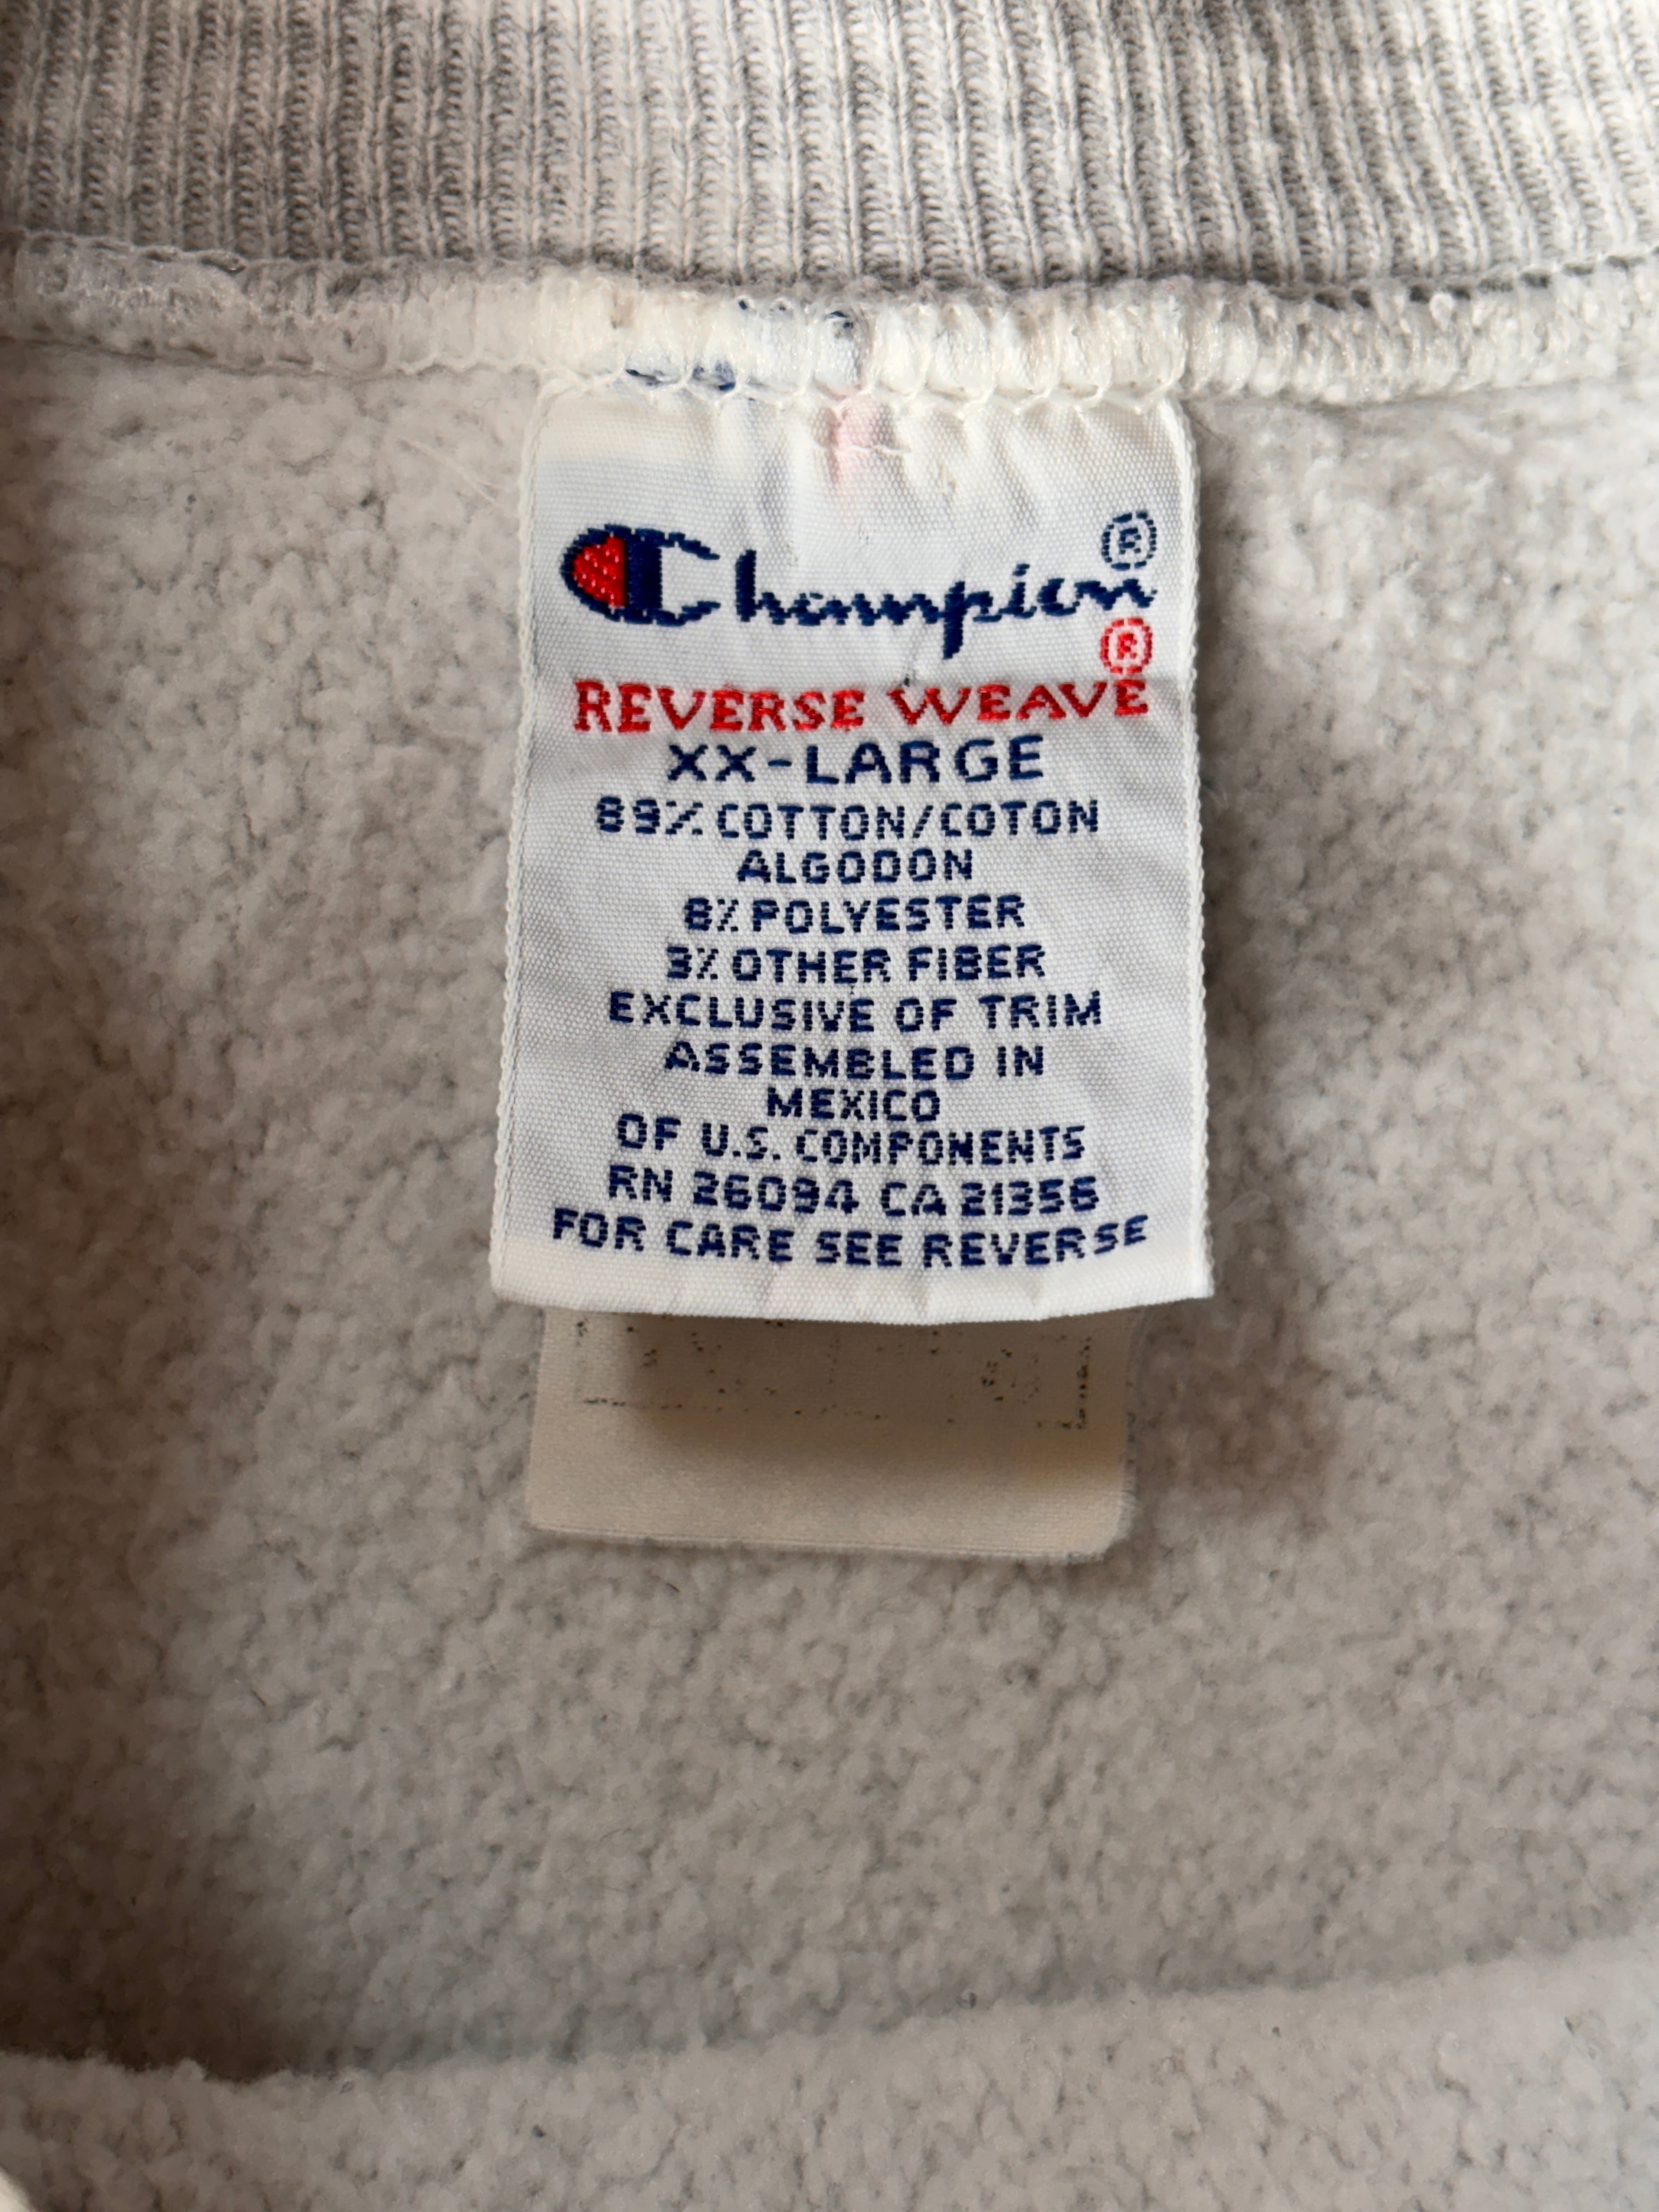 Champion®
REVERSE WEAVE®
XX-LARGE
89% COTTON/COTON
ALGODON
8% POLYESTER
3% OTHER FIBER
EXCLUSIVE OF TRIM
ASSEMBLED IN
MEXICO
OF U.S. COMPONENTS
RN 26094 CA 21356
FOR CARE SEE REVERSE